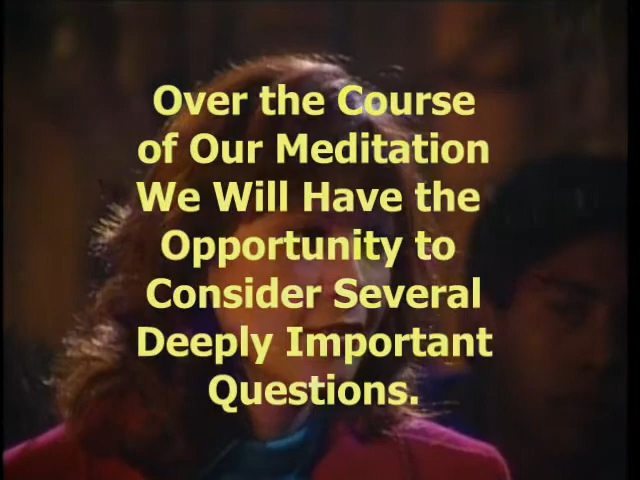 Over the Course
of Our Meditation
We Will Have the
Opportunity to
Consider Several
Deeply Important
Questions.